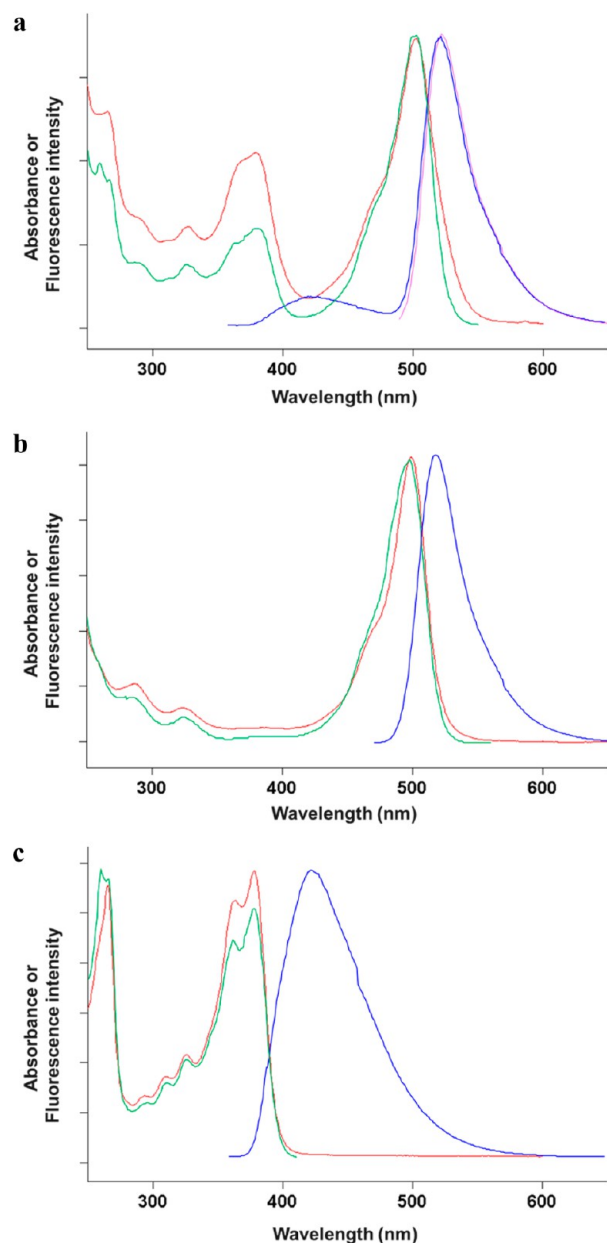 a
Absorbance or
Fluorescence intensity
300 400 500 600
Wavelength (nm)
b
Absorbance or
Fluorescence intensity
300 400 500 600
Wavelength (nm)
c
Absorbance or
Fluorescence intensity
300 400 500 600
Wavelength (nm)